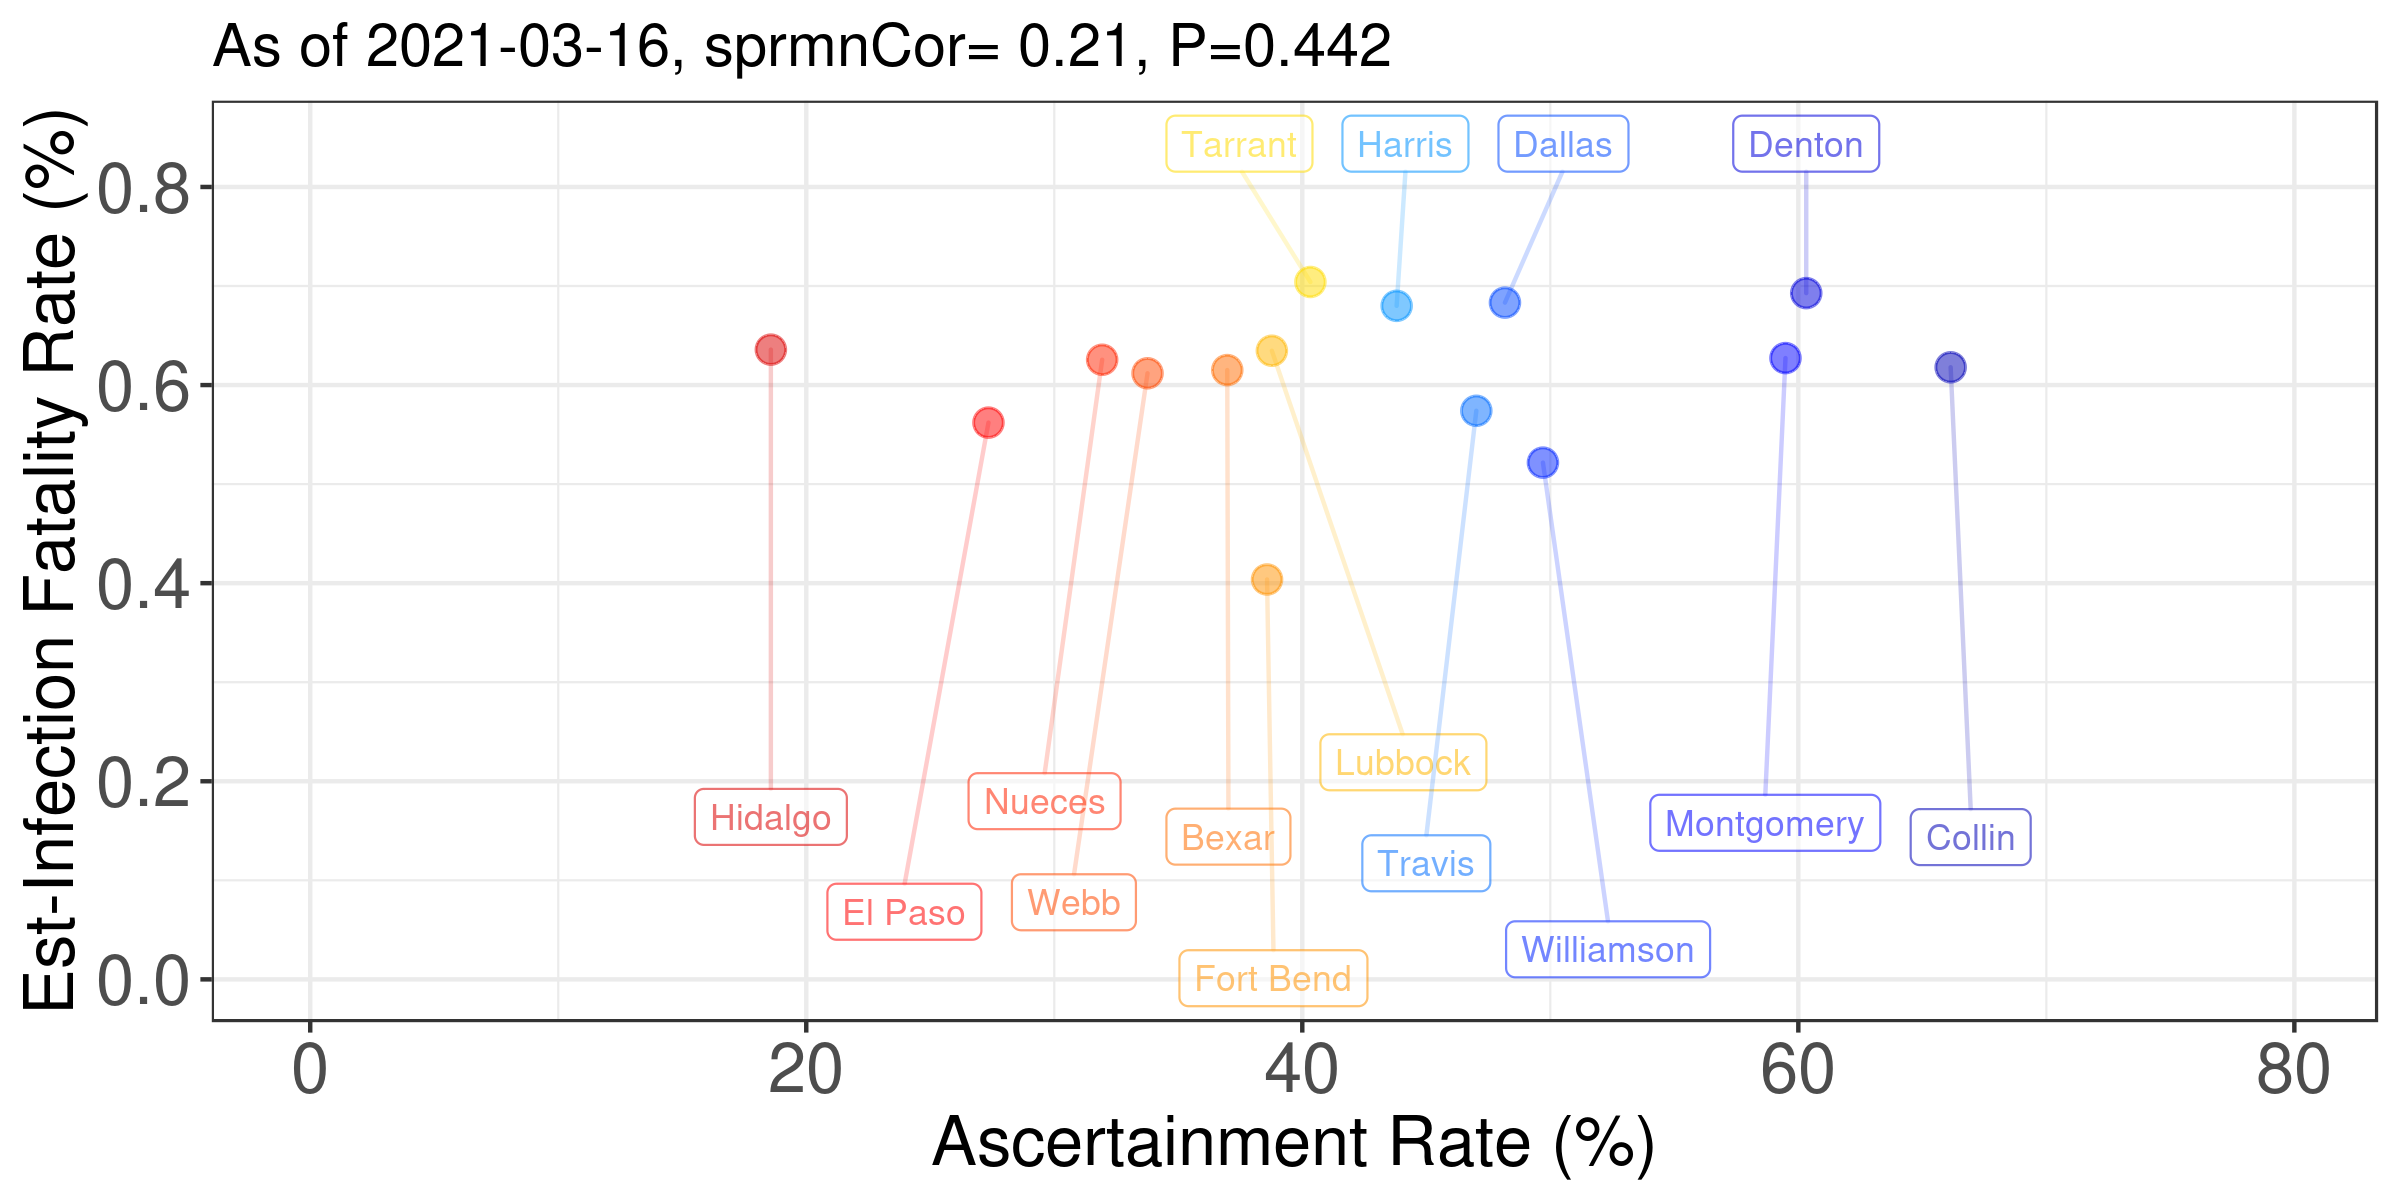 As of 2021-03-16, sprmnCor= 0.21, P=0.442
Est-Infection Fatality Rate (%)
0.8
0.6
0.4
0.2
0.0
Tarrant
Harris
Dallas
Denton
Lubbock
Hidalgo
Nueces
Bexar
Montgomery
Collin
Travis
El Paso
Webb
Williamson
Fort Bend
0 20 40 60 80
Ascertainment Rate (%)